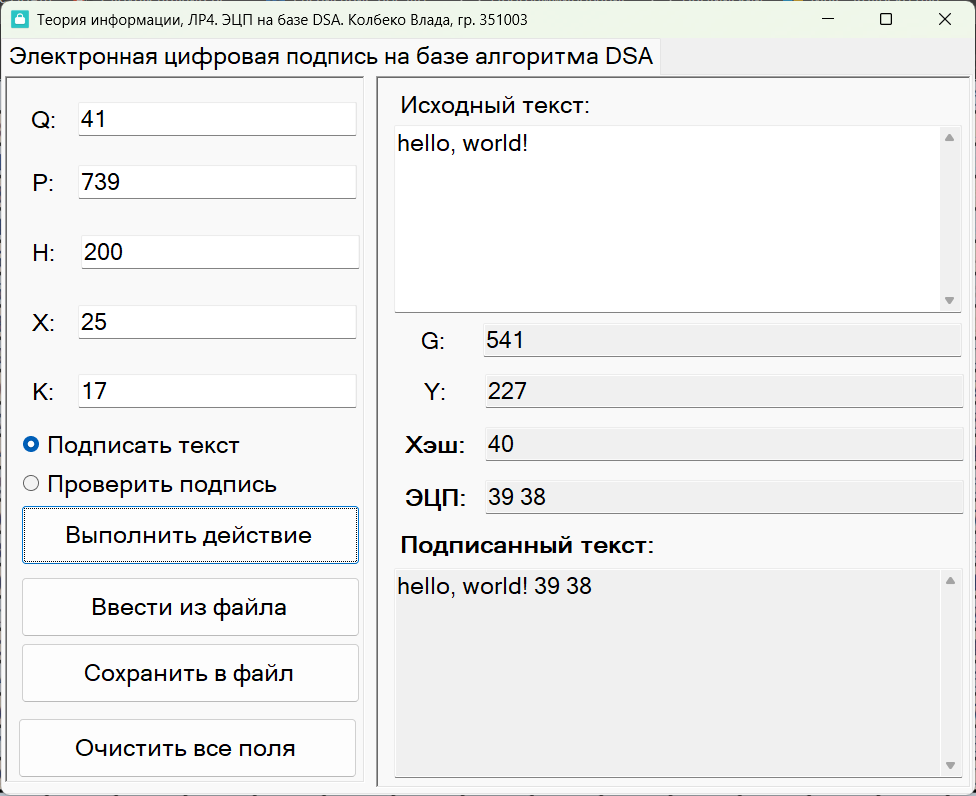 Теория информации, ЛР4. ЭЦП на базе DSA. Колбеко Влада, гр. 351003
Электронная цифровая подпись на базе алгоритма DSA
Q: 41
P: 739
H: 200
X: 25
K: 17
Подписать текст
Проверить подпись
Выполнить действие
Ввести из файла
Сохранить в файл
Очистить все поля
Исходный текст:
hello, world!
G: 541
Y: 227
Хэш: 40
ЭЦП: 39 38
Подписанный текст:
hello, world! 39 38